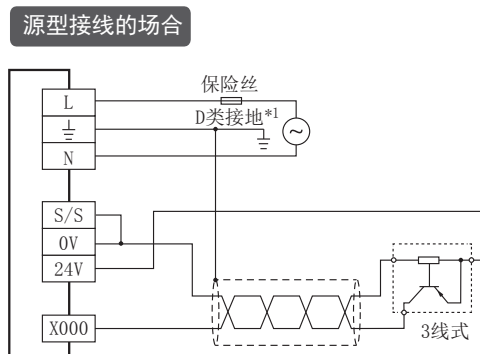 源型接线的场合
保险丝
L
D类接地*1
N
S/S
0V
24V
X000
3线式